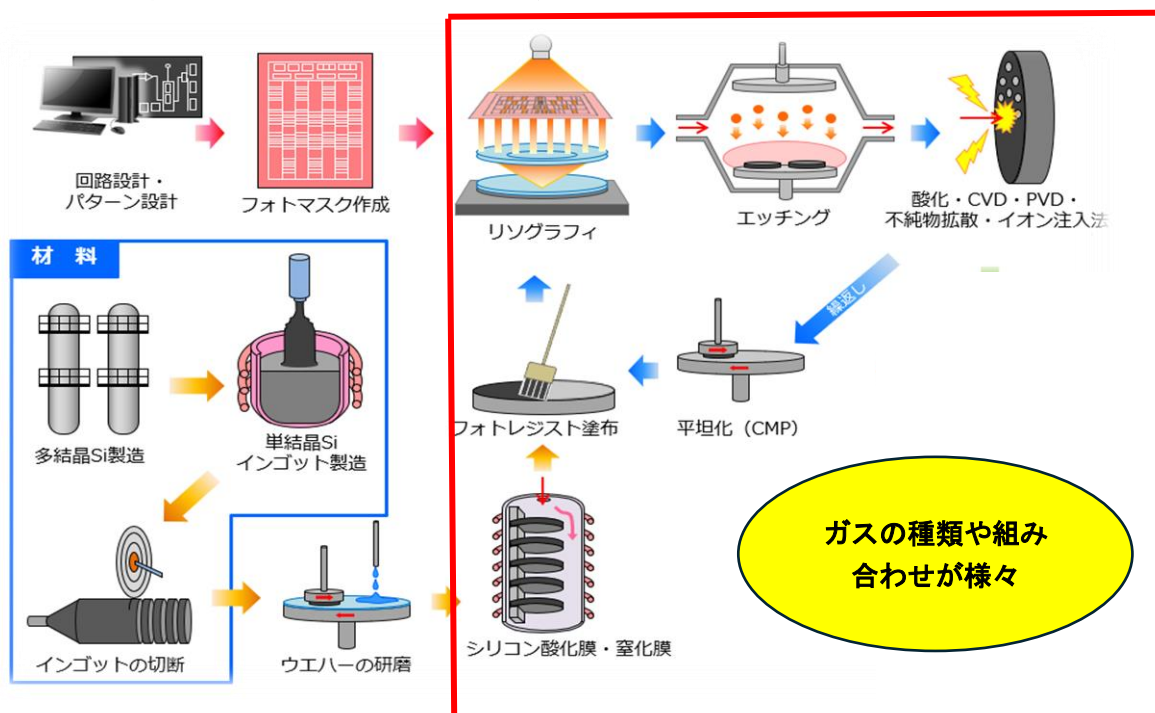 回路設計・
パターン設計
フォトマスク作成
リソグラフィ
エッチング
酸化・CVD・PVD・
不純物拡散・イオン注入法
材 料
多結晶Si製造
単結晶Si
インゴット製造
繰返し
フォトレジスト塗布
平坦化（CMP）
インゴットの切断
ウエハーの研磨
シリコン酸化膜・窒化膜
ガスの種類や組み
合わせが様々